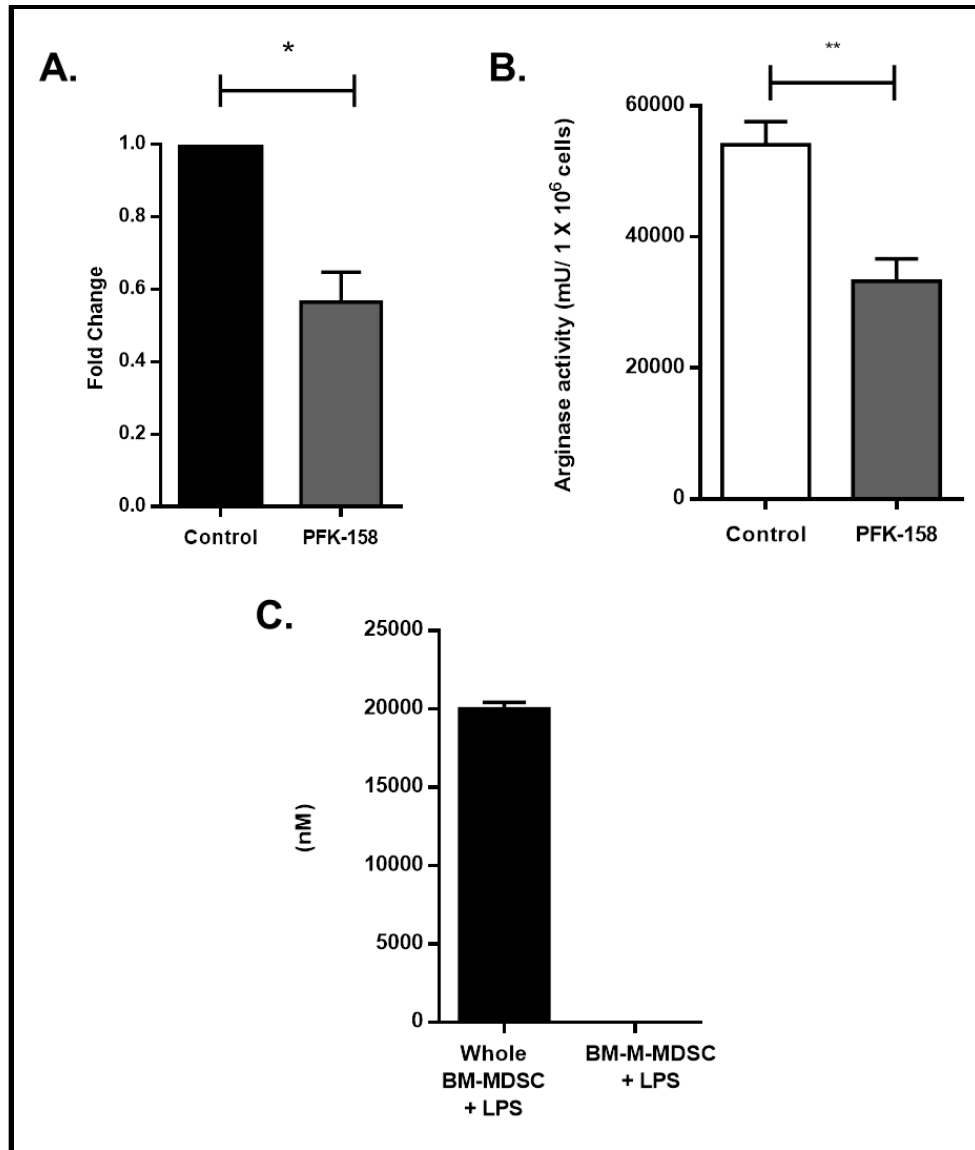 A.
*
Fold Change
1.0
0.8
0.6
0.4
0.2
0.0
Control PFK-158
B.
**
Arginase activity (mU/ 1 X 10⁶ cells)
60000
40000
20000
0
Control PFK-158
C.
(nM)
25000
20000
15000
10000
5000
0
Whole BM-M-MDSC
BM-MDSC + LPS
+ LPS